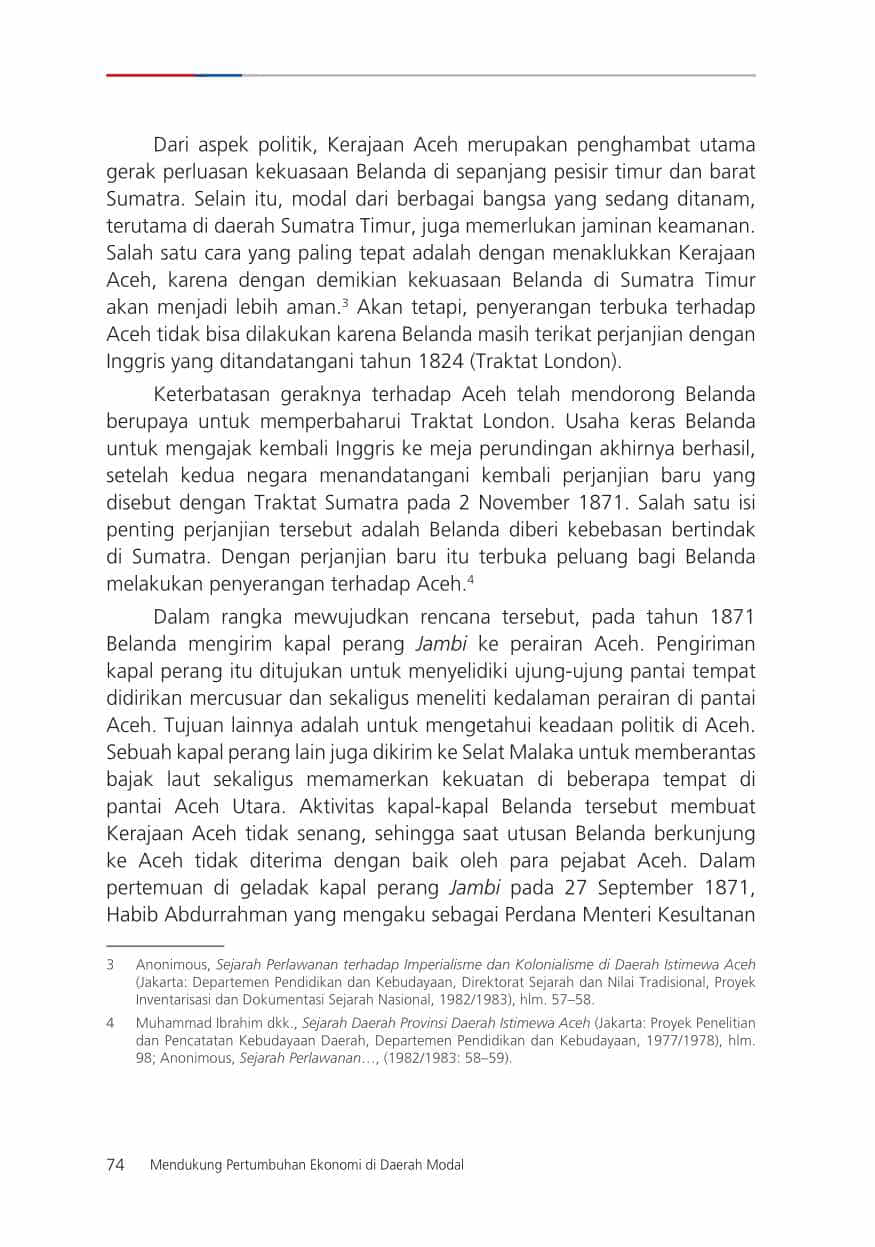 Dari aspek politik, Kerajaan Aceh merupakan penghambat utama
gerak perluasan kekuasaan Belanda di sepanjang pesisir timur dan barat
Sumatra. Selain itu, modal dari berbagai bangsa yang sedang ditanam,
terutama di daerah Sumatra Timur, juga memerlukan jaminan keamanan.
Salah satu cara yang paling tepat adalah dengan menaklukkan Kerajaan
Aceh, karena dengan demikian kekuasaan Belanda di Sumatra Timur
akan menjadi lebih aman.³ Akan tetapi, penyerangan terbuka terhadap
Aceh tidak bisa dilakukan karena Belanda masih terikat perjanjian dengan
Inggris yang ditandatangani tahun 1824 (Traktat London).
Keterbatasan geraknya terhadap Aceh telah mendorong Belanda
berupaya untuk memperbaharui Traktat London. Usaha keras Belanda
untuk mengajak kembali Inggris ke meja perundingan akhirnya berhasil,
setelah kedua negara menandatangani kembali perjanjian baru yang
disebut dengan Traktat Sumatra pada 2 November 1871. Salah satu isi
penting perjanjian tersebut adalah Belanda diberi kebebasan bertindak
di Sumatra. Dengan perjanjian baru itu terbuka peluang bagi Belanda
melakukan penyerangan terhadap Aceh.⁴
Dalam rangka mewujudkan rencana tersebut, pada tahun 1871
Belanda mengirim kapal perang Jambi ke perairan Aceh. Pengiriman
kapal perang itu ditujukan untuk menyelidiki ujung-ujung pantai tempat
didirikan mercusuar dan sekaligus meneliti kedalaman perairan di pantai
Aceh. Tujuan lainnya adalah untuk mengetahui keadaan politik di Aceh.
Sebuah kapal perang lain juga dikirim ke Selat Malaka untuk memberantas
bajak laut sekaligus memamerkan kekuatan di beberapa tempat di
pantai Aceh Utara. Aktivitas kapal-kapal Belanda tersebut membuat
Kerajaan Aceh tidak senang, sehingga saat utusan Belanda berkunjung
ke Aceh tidak diterima dengan baik oleh para pejabat Aceh. Dalam
pertemuan di geladak kapal perang Jambi pada 27 September 1871,
Habib Abdurrahman yang mengaku sebagai Perdana Menteri Kesultanan
3 Anonimous, Sejarah Perlawanan terhadap Imperialisme dan Kolonialisme di Daerah Istimewa Aceh
(Jakarta: Departemen Pendidikan dan Kebudayaan, Direktorat Sejarah dan Nilai Tradisional, Proyek
Inventarisasi dan Dokumentasi Sejarah Nasional, 1982/1983), hlm. 57–58.
4 Muhammad Ibrahim dkk., Sejarah Daerah Provinsi Daerah Istimewa Aceh (Jakarta: Proyek Penelitian
dan Pencatatan Kebudayaan Daerah, Departemen Pendidikan dan Kebudayaan, 1977/1978), hlm.
98; Anonimous, Sejarah Perlawanan…, (1982/1983: 58–59).
74 Mendukung Pertumbuhan Ekonomi di Daerah Modal